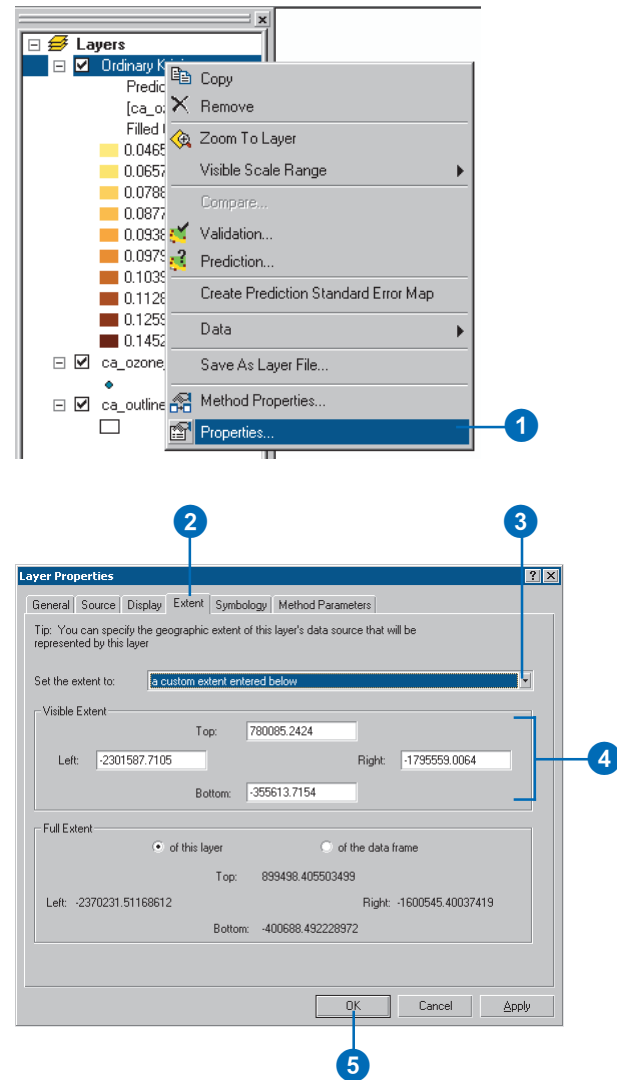 Layers
Ordinary K
Copy
Predic
[ca_o
Remove
Filled
Zoom To Layer
0.0465
Visible Scale Range
0.0657
0.0788
Compare...
0.0877
Validation...
0.0938
Prediction...
0.0979
0.1039
Create Prediction Standard Error Map
0.1128
0.1259
Data
0.1452
ca_ozone_
Save As Layer File...
ca_outline
Method Properties...
Properties...
1
2
3
Layer Properties
General Source Display Extent Symbology Method Parameters
Tip: You can specify the geographic extent of this layer's data source that will be
represented by this layer
Set the extent to: a custom extent entered below
Visible Extent
Top: 780085.2424
Left: -2301587.7105 Right: -1795559.0064
4
Bottom: -355613.7154
Full Extent
of this layer of the data frame
Top: 899498.405503499
Left: -2370231.51168612 Right: -1600545.40037419
Bottom: -400688.492228972
OK Cancel Apply
5